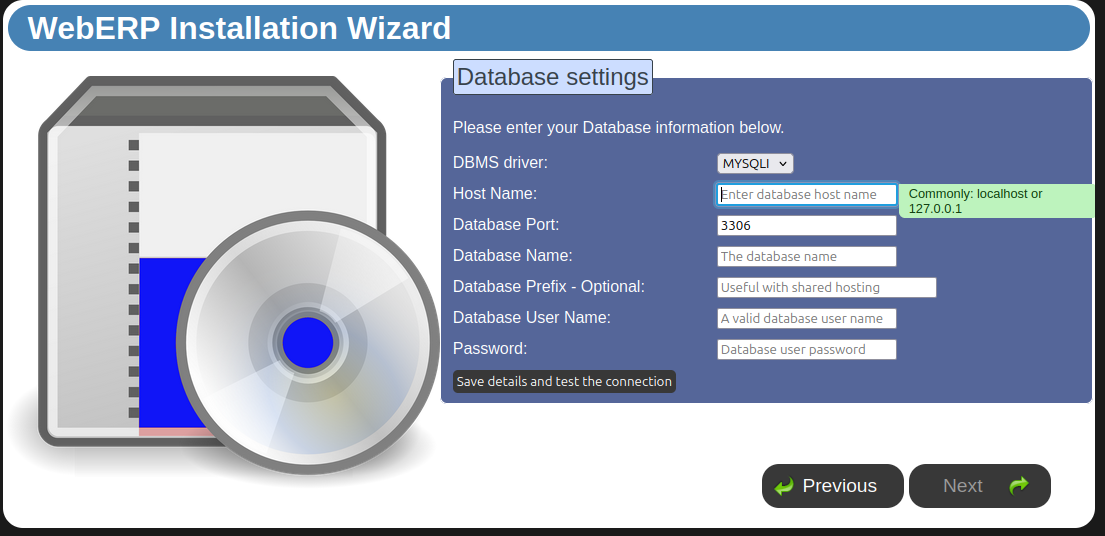 WebERP Installation Wizard
Database settings
Please enter your Database information below.
DBMS driver: MYSQLI
Host Name: Enter database host name Commonly: localhost or
127.0.0.1
Database Port: 3306
Database Name: The database name
Database Prefix - Optional: Useful with shared hosting
Database User Name: A valid database user name
Password: Database user password
Save details and test the connection
Previous Next